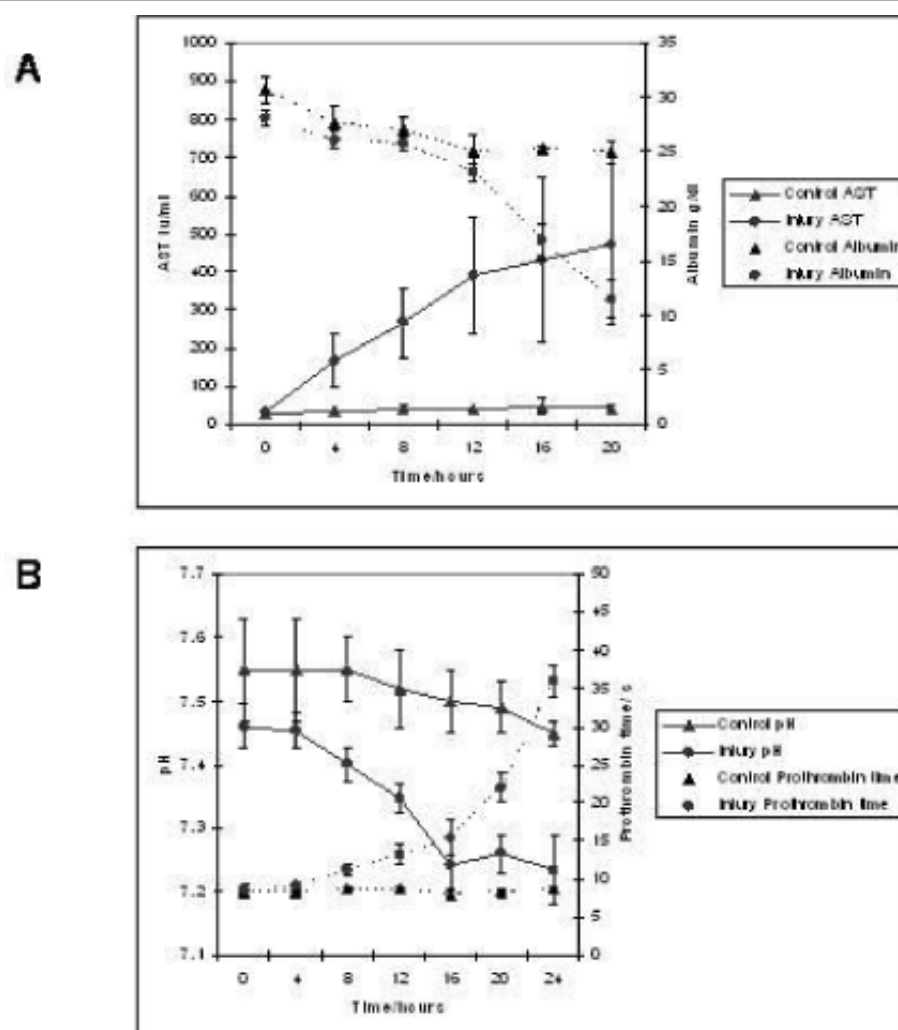 A
1000
900
800
700
600
500
400
300
200
100
0
AST iu/ml
35
30
25
20
15
10
5
0
Albumin g/dl
0 4 8 12 16 20
Time/hours
Control AST
Injury AST
Control Albumin
Injury Albumin
B
7.7
7.6
7.5
7.4
7.3
7.2
7.1
pH
50
45
40
35
30
25
20
15
10
5
0
Prothrombin time/s
0 4 8 12 16 20 24
Time/hours
Control pH
Injury pH
Control Prothrombin time
Injury Prothrombin time